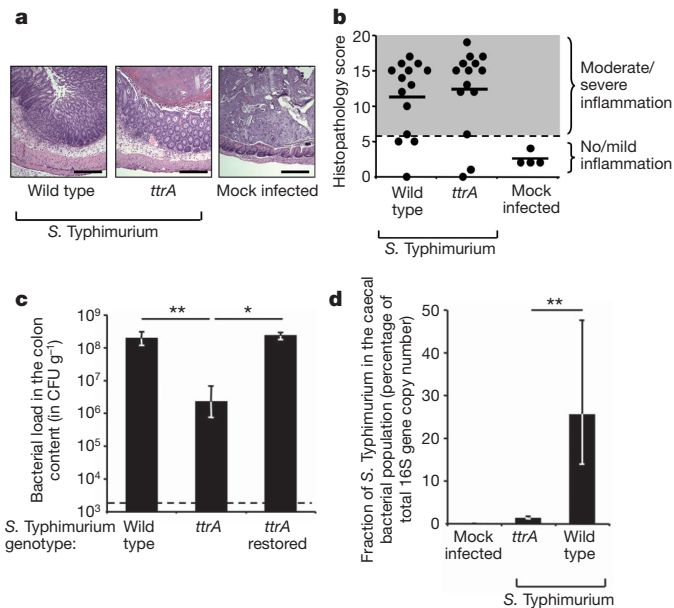 a
Wild type
ttrA
Mock infected
S. Typhimurium
b
Histopathology score
20
15
10
5
0
Moderate/
severe
inflammation
No/mild
inflammation
Wild
type
ttrA
Mock
infected
S. Typhimurium
c
Bacterial load in the colon
content (in CFU g⁻¹)
10⁹
10⁸
10⁷
10⁶
10⁵
10⁴
10³
**
*
S. Typhimurium
genotype:
Wild
type
ttrA
ttrA
restored
d
Fraction of S. Typhimurium in the caecal
bacterial population (percentage of
total 16S gene copy number)
50
40
30
20
10
0
**
Mock
infected
ttrA
Wild
type
S. Typhimurium